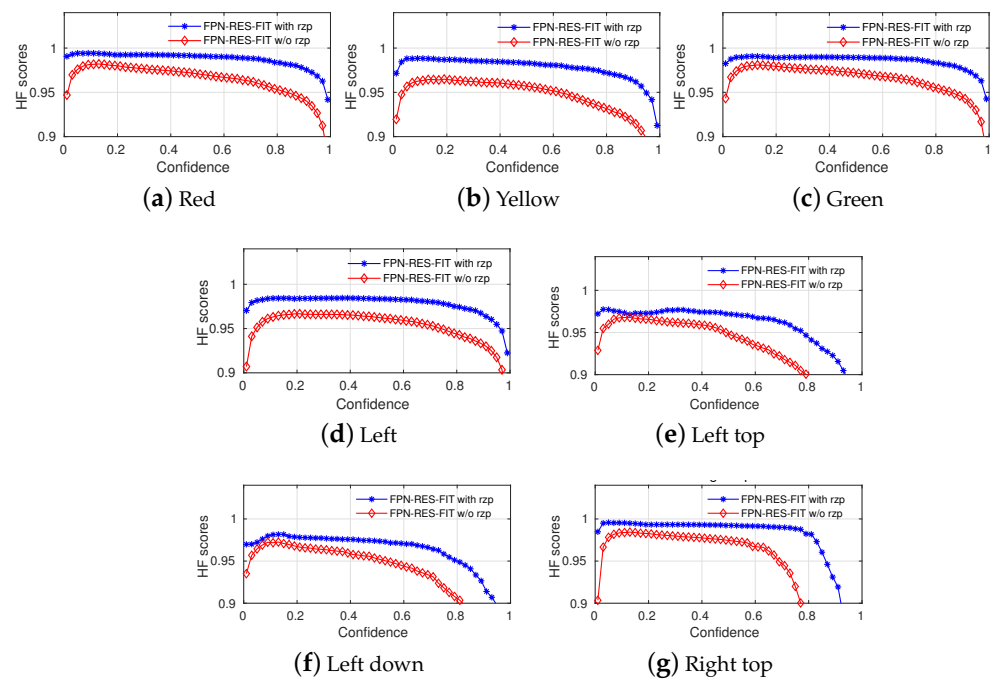 FPN-RES-FIT with rzp
FPN-RES-FIT w/o rzp
1
0.95
0.9
HF scores
0 0.2 0.4 0.6 0.8 1
Confidence
(a) Red
FPN-RES-FIT with rzp
FPN-RES-FIT w/o rzp
1
0.95
0.9
HF scores
0 0.2 0.4 0.6 0.8 1
Confidence
(b) Yellow
FPN-RES-FIT with rzp
FPN-RES-FIT w/o rzp
1
0.95
0.9
HF scores
0 0.2 0.4 0.6 0.8 1
Confidence
(c) Green
FPN-RES-FIT with rzp
FPN-RES-FIT w/o rzp
1
0.95
0.9
HF scores
0 0.2 0.4 0.6 0.8 1
Confidence
(d) Left
FPN-RES-FIT with rzp
FPN-RES-FIT w/o rzp
1
0.95
0.9
HF scores
0 0.2 0.4 0.6 0.8 1
Confidence
(e) Left top
FPN-RES-FIT with rzp
FPN-RES-FIT w/o rzp
1
0.95
0.9
HF scores
0 0.2 0.4 0.6 0.8 1
Confidence
(f) Left down
FPN-RES-FIT with rzp
FPN-RES-FIT w/o rzp
1
0.95
0.9
HF scores
0 0.2 0.4 0.6 0.8 1
Confidence
(g) Right top